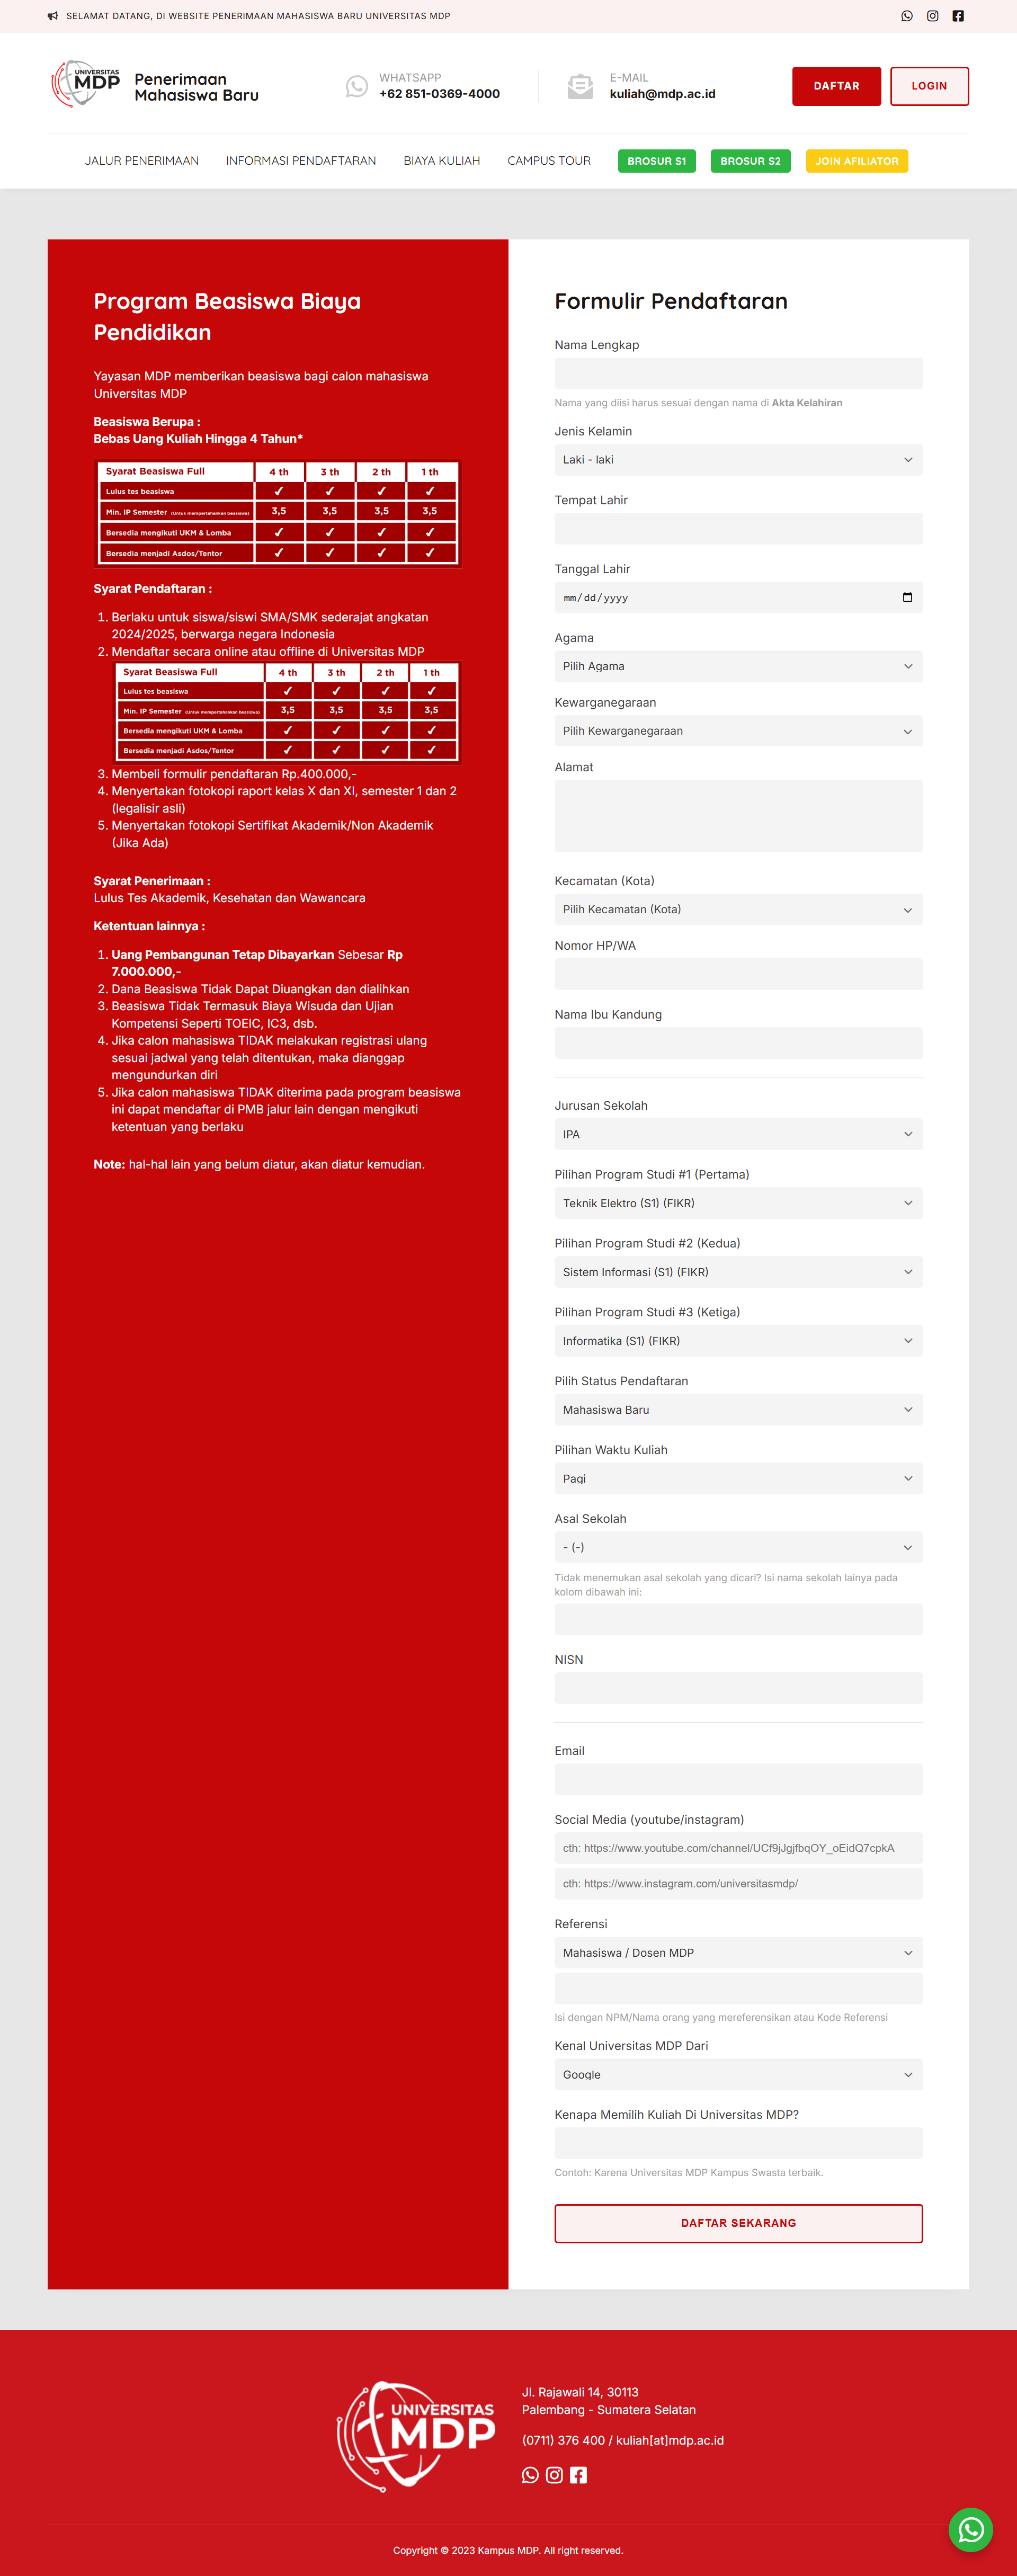 SELAMAT DATANG, DI WEBSITE PENERIMAAN MAHASISWA BARU UNIVERSITAS MDP
UNIVERSITAS
MDP
Penerimaan
Mahasiswa Baru
WHATSAPP
+62 851-0369-4000
E-MAIL
kuliah@mdp.ac.id
DAFTAR
LOGIN
JALUR PENERIMAAN
INFORMASI PENDAFTARAN
BIAYA KULIAH
CAMPUS TOUR
BROSUR S1
BROSUR S2
JOIN AFILIATOR
Program Beasiswa Biaya
Pendidikan
Yayasan MDP memberikan beasiswa bagi calon mahasiswa
Universitas MDP
Beasiswa Berupa :
Bebas Uang Kuliah Hingga 4 Tahun*
Syarat Beasiswa Full 4 th 3 th 2 th 1 th
Lulus tes beasiswa ✓ ✓ ✓ ✓
Min. IP Semester (Untuk mempertahankan beasiswa) 3,5 3,5 3,5 3,5
Bersedia mengikuti UKM & Lomba ✓ ✓ ✓ ✓
Bersedia menjadi Asdos/Tentor ✓ ✓ ✓ ✓
Syarat Pendaftaran :
1. Berlaku untuk siswa/siswi SMA/SMK sederajat angkatan
2024/2025, berwarga negara Indonesia
2. Mendaftar secara online atau offline di Universitas MDP
Syarat Beasiswa Full 4 th 3 th 2 th 1 th
Lulus tes beasiswa ✓ ✓ ✓ ✓
Min. IP Semester (Untuk mempertahankan beasiswa) 3,5 3,5 3,5 3,5
Bersedia mengikuti UKM & Lomba ✓ ✓ ✓ ✓
Bersedia menjadi Asdos/Tentor ✓ ✓ ✓ ✓
3. Membeli formulir pendaftaran Rp.400.000,-
4. Menyertakan fotokopi raport kelas X dan XI, semester 1 dan 2
(legalisir asli)
5. Menyertakan fotokopi Sertifikat Akademik/Non Akademik
(Jika Ada)
Syarat Penerimaan :
Lulus Tes Akademik, Kesehatan dan Wawancara
Ketentuan lainnya :
1. Uang Pembangunan Tetap Dibayarkan Sebesar Rp
7.000.000,-
2. Dana Beasiswa Tidak Dapat Diuangkan dan dialihkan
3. Beasiswa Tidak Termasuk Biaya Wisuda dan Ujian
Kompetensi Seperti TOEIC, IC3, dsb.
4. Jika calon mahasiswa TIDAK melakukan registrasi ulang
sesuai jadwal yang telah ditentukan, maka dianggap
mengundurkan diri
5. Jika calon mahasiswa TIDAK diterima pada program beasiswa
ini dapat mendaftar di PMB jalur lain dengan mengikuti
ketentuan yang berlaku
Note: hal-hal lain yang belum diatur, akan diatur kemudian.
Formulir Pendaftaran
Nama Lengkap
Nama yang diisi harus sesuai dengan nama di Akta Kelahiran
Jenis Kelamin
Laki - laki
Tempat Lahir
Tanggal Lahir
mm/dd/yyyy
Agama
Pilih Agama
Kewarganegaraan
Pilih Kewarganegaraan
Alamat
Kecamatan (Kota)
Pilih Kecamatan (Kota)
Nomor HP/WA
Nama Ibu Kandung
Jurusan Sekolah
IPA
Pilihan Program Studi #1 (Pertama)
Teknik Elektro (S1) (FIKR)
Pilihan Program Studi #2 (Kedua)
Sistem Informasi (S1) (FIKR)
Pilihan Program Studi #3 (Ketiga)
Informatika (S1) (FIKR)
Pilih Status Pendaftaran
Mahasiswa Baru
Pilihan Waktu Kuliah
Pagi
Asal Sekolah
- (-)
Tidak menemukan asal sekolah yang dicari? Isi nama sekolah lainya pada
kolom dibawah ini:
NISN
Email
Social Media (youtube/instagram)
cth: https://www.youtube.com/channel/UCf9jJgjfbqOY_oEidQ7cpkA
cth: https://www.instagram.com/universitasmdp/
Referensi
Mahasiswa / Dosen MDP
Isi dengan NPM/Nama orang yang mereferensikan atau Kode Referensi
Kenal Universitas MDP Dari
Google
Kenapa Memilih Kuliah Di Universitas MDP?
Contoh: Karena Universitas MDP Kampus Swasta terbaik.
DAFTAR SEKARANG
UNIVERSITAS
MDP
Jl. Rajawali 14, 30113
Palembang - Sumatera Selatan
(0711) 376 400 / kuliah[at]mdp.ac.id
Copyright © 2023 Kampus MDP. All right reserved.